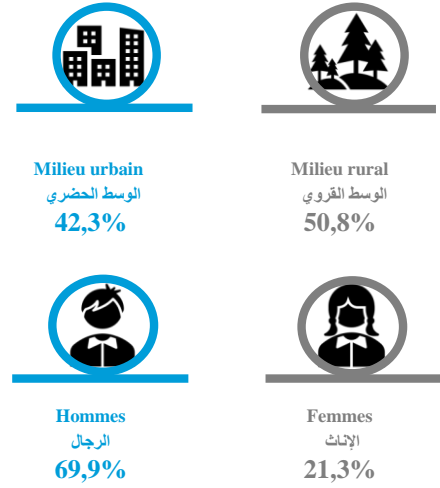 Milieu urbain
الوسط الحضري
42,3%
Milieu rural
الوسط القروي
50,8%
Hommes
الرجال
69,9%
Femmes
الإناث
21,3%